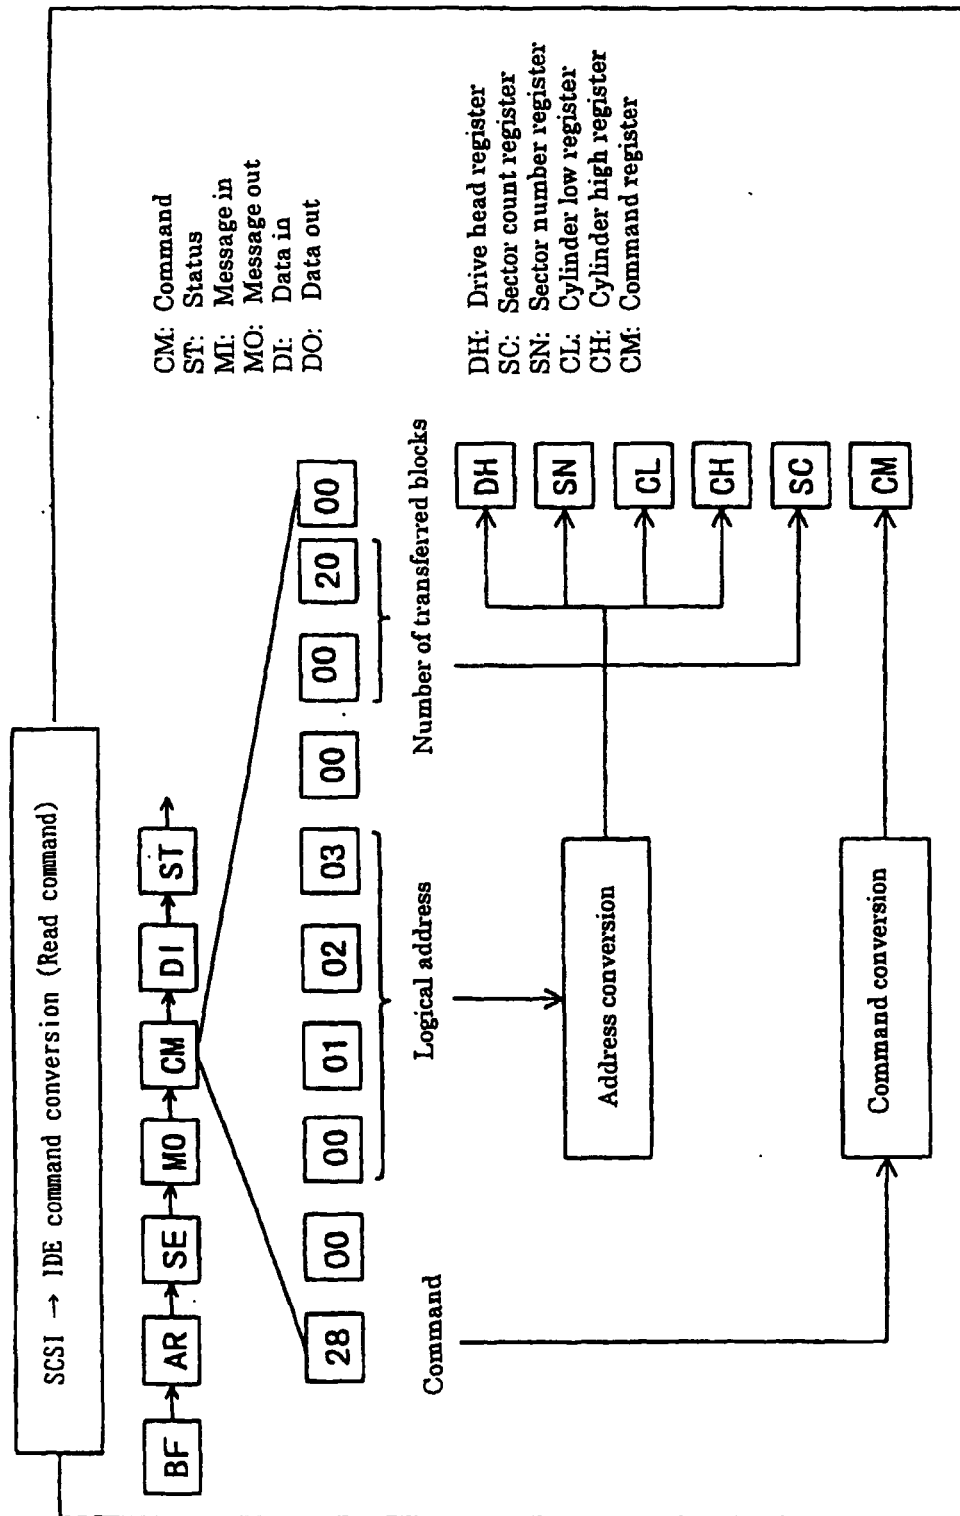 SCSI → IDE command conversion (Read command)
BF AR SE MO CM DI ST
CM: Command
ST: Status
MI: Message in
MO: Message out
DI: Data in
DO: Data out
28 00 00 01 02 03 00 00 20 00
Command
Logical address
Number of transferred blocks
Address conversion
Command conversion
DH
SN
CL
CH
SC
CM
DH: Drive head register
SC: Sector count register
SN: Sector number register
CL: Cylinder low register
CH: Cylinder high register
CM: Command register